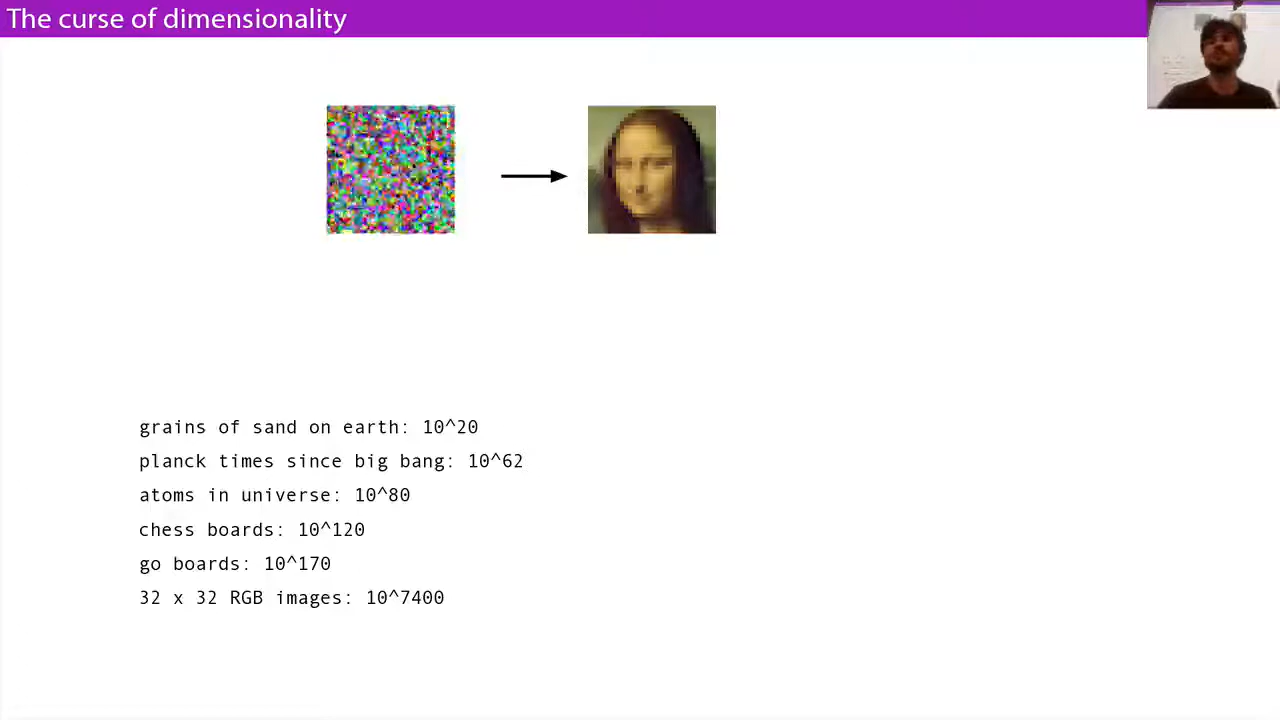 The curse of dimensionality
grains of sand on earth: 10^20
planck times since big bang: 10^62
atoms in universe: 10^80
chess boards: 10^120
go boards: 10^170
32 x 32 RGB images: 10^7400